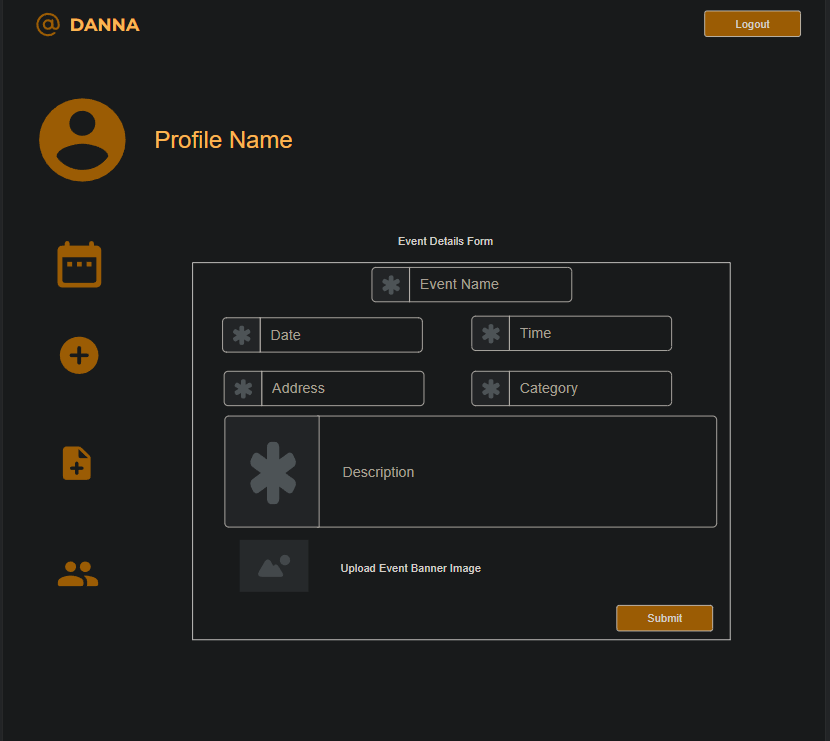 @ DANNA
Logout
Profile Name
Event Details Form
Event Name
Date
Time
Address
Category
Description
Upload Event Banner Image
Submit